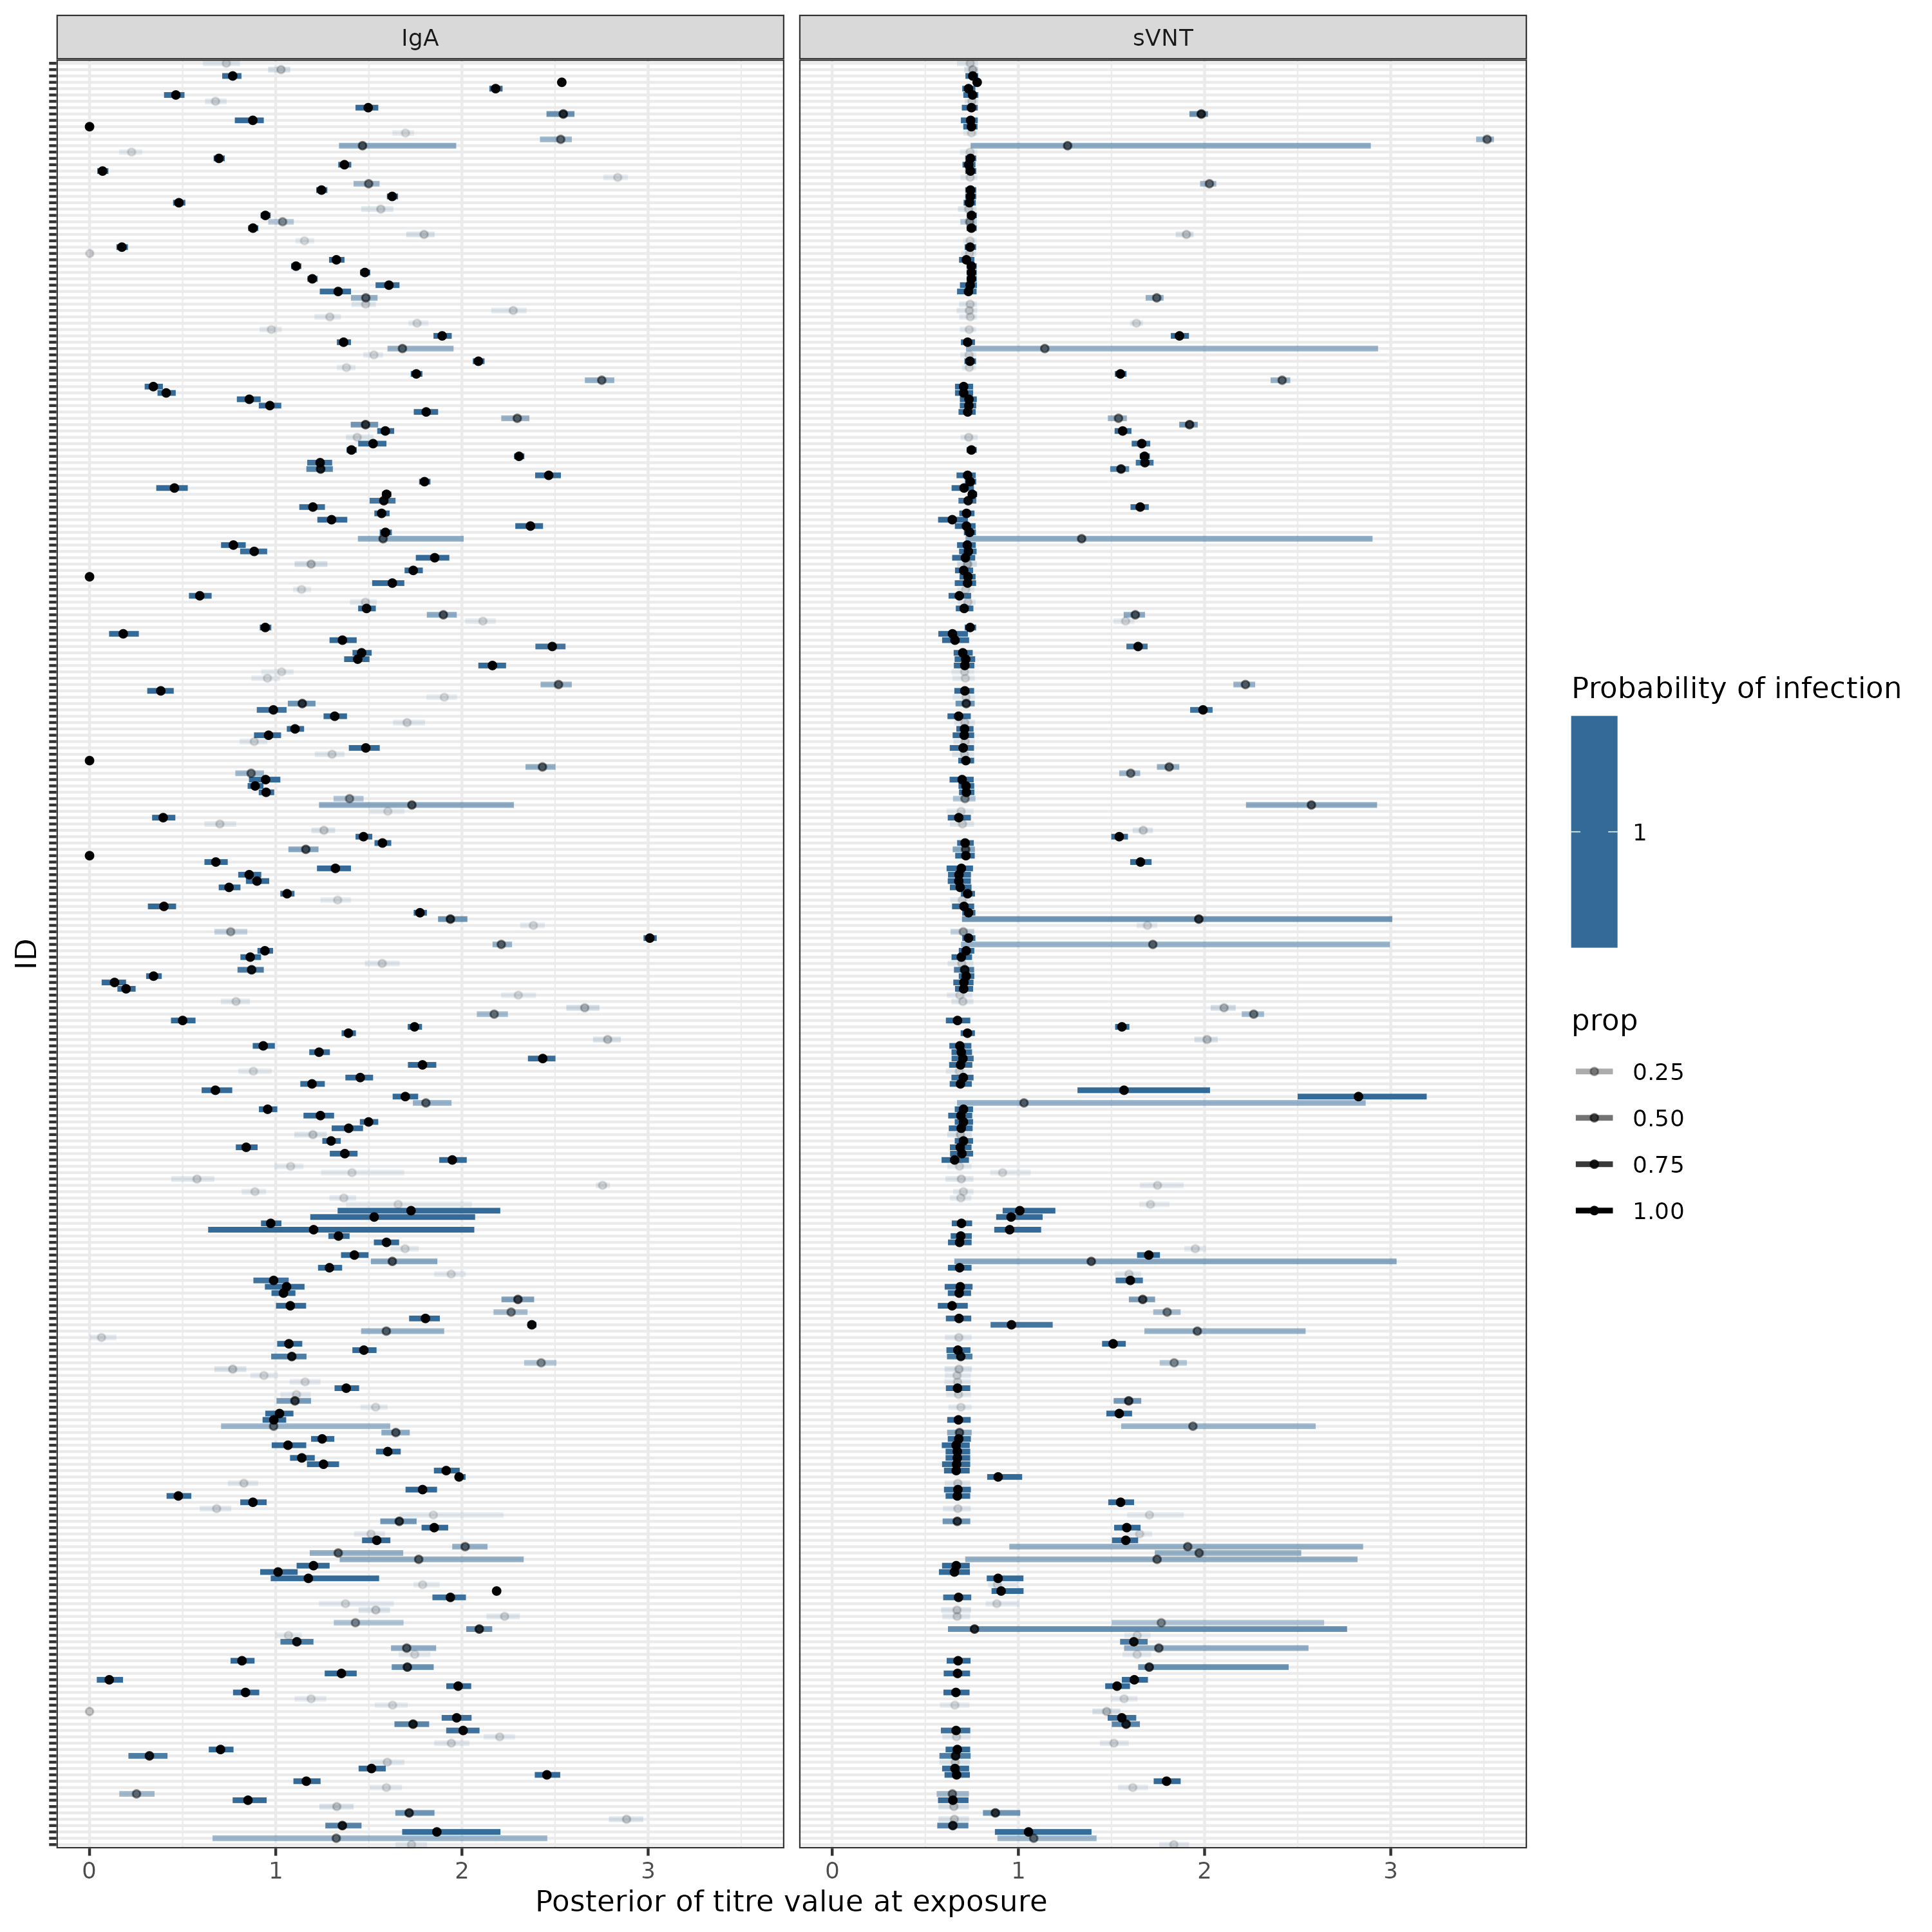 IgA
sVNT
ID
0
1
2
3
0
1
2
3
Posterior of titre value at exposure
Probability of infection
1
prop
0.25
0.50
0.75
1.00